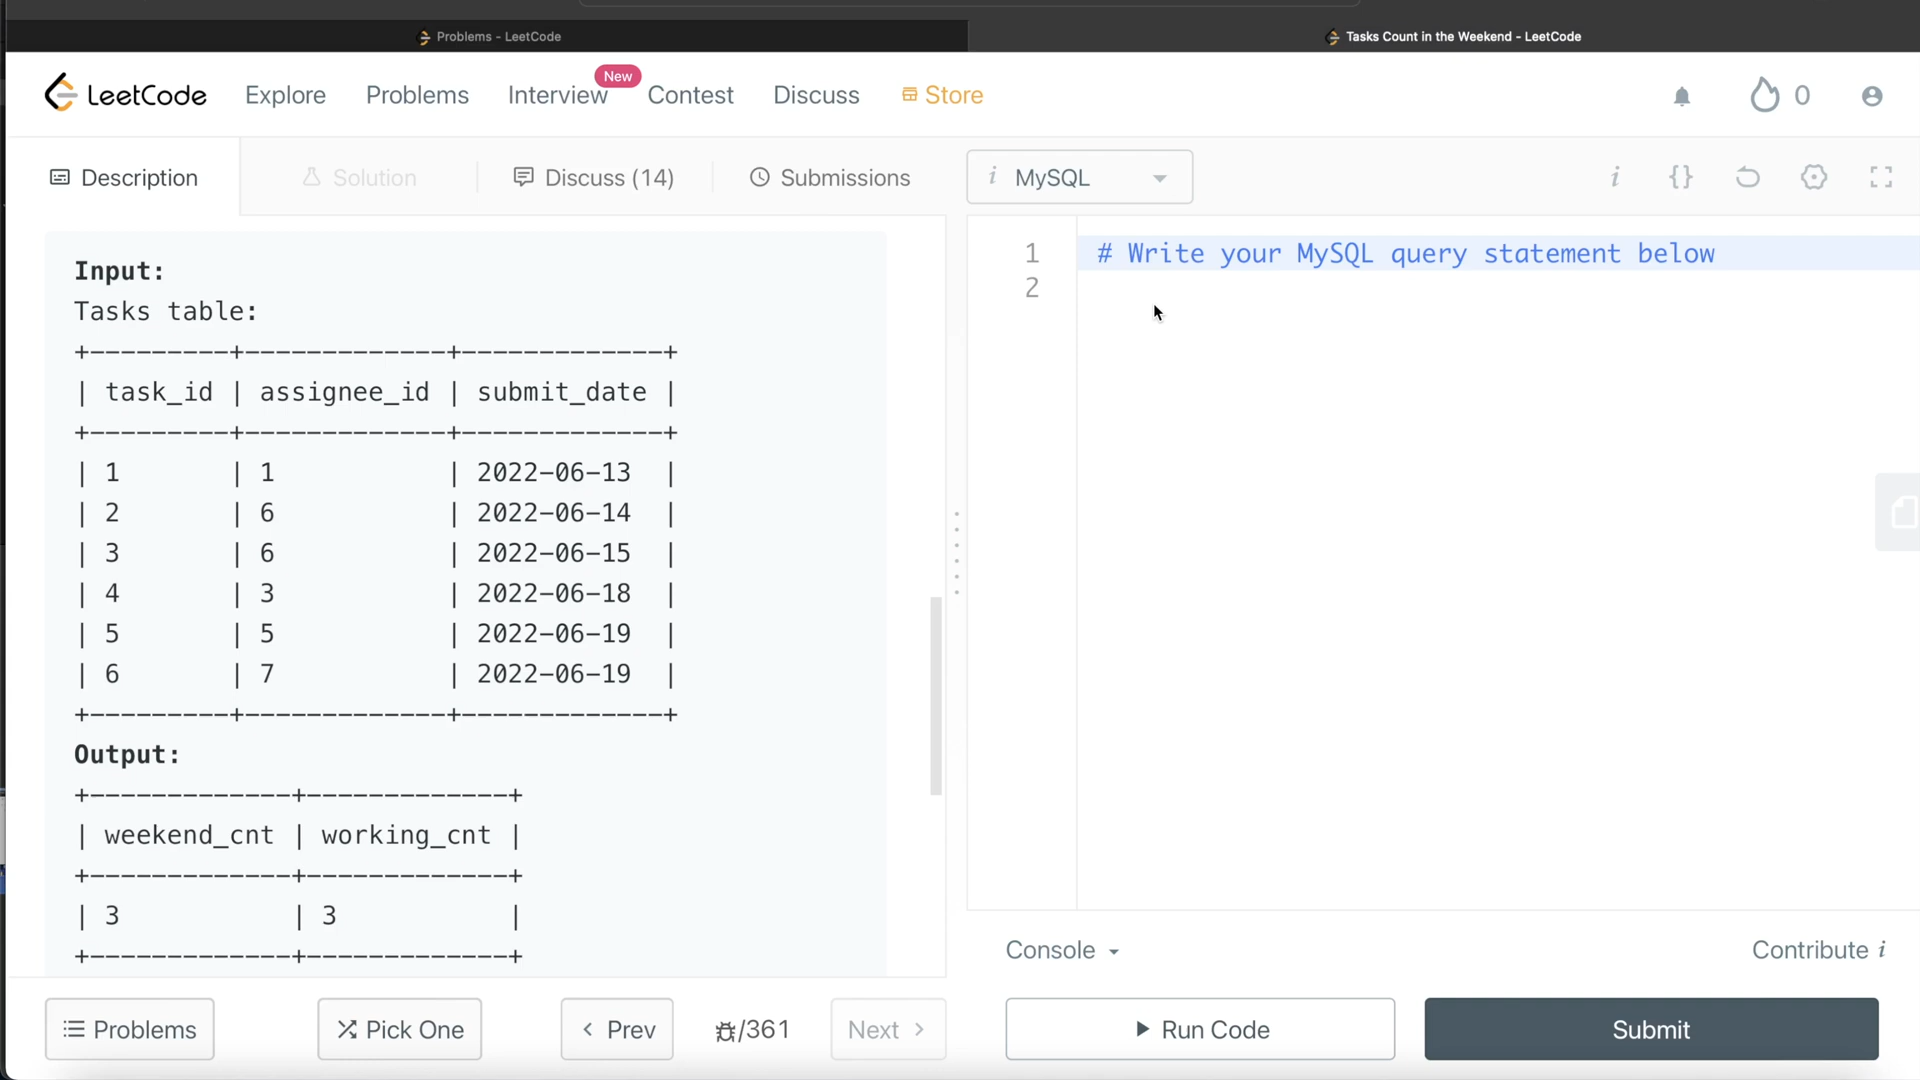 Problems - LeetCode
Tasks Count in the Weekend - LeetCode
LeetCode Explore Problems Interview New Contest Discuss Store 0
Description Solution Discuss (14) Submissions
i MySQL
i {}
Input:
Tasks table:
+---------+-------------+-------------+
| task_id | assignee_id | submit_date |
+---------+-------------+-------------+
| 1 | 1 | 2022-06-13 |
| 2 | 6 | 2022-06-14 |
| 3 | 6 | 2022-06-15 |
| 4 | 3 | 2022-06-18 |
| 5 | 5 | 2022-06-19 |
| 6 | 7 | 2022-06-19 |
+---------+-------------+-------------+
Output:
+-------------+-------------+
| weekend_cnt | working_cnt |
+-------------+-------------+
| 3 | 3 |
+-------------+-------------+
1 # Write your MySQL query statement below
2
Console
Contribute i
Problems Pick One Prev /361 Next
Run Code Submit